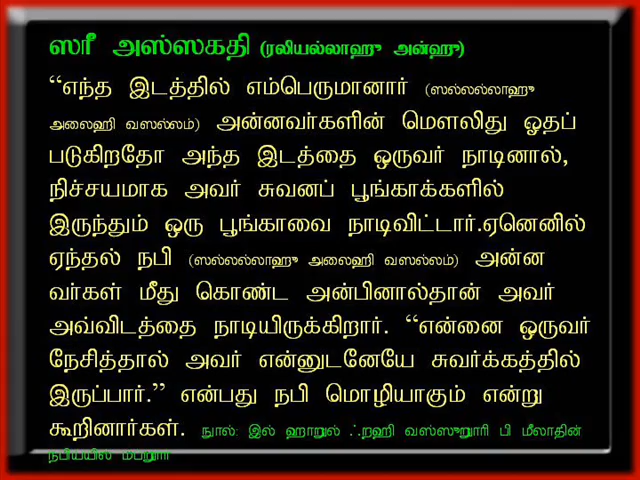 ஸரீ அஸ்ஸகதி (ரலியல்லாஹு அன்ஹு)
“எந்த இடத்தில் எம்பெருமானார் (ஸல்லல்லாஹு
அலைஹி வஸல்லம்) அன்னவர்களின் மௌலிது ஓதப்
படுகிறதோ அந்த இடத்தை ஒருவர் நாடினால்,
நிச்சயமாக அவர் சுவனப் பூங்காக்களில்
இருந்தும் ஒரு பூங்காவை நாடிவிட்டார்.ஏனெனில்
ஏந்தல் நபி (ஸல்லல்லாஹு அலைஹி வஸல்லம்) அன்ன
வர்கள் மீது கொண்ட அன்பினால்தான் அவர்
அவ்விடத்தை நாடியிருக்கிறார். “என்னை ஒருவர்
நேசித்தால் அவர் என்னுடனேயே சுவர்க்கத்தில்
இருப்பார்.” என்பது நபி மொழியாகும் என்று
கூறினார்கள். நூல்: இல் ஹாறுல் ஃறஹி வஸ்ஸுறூரி பி மீலாதின்
நபிய்யில் மபறூர்